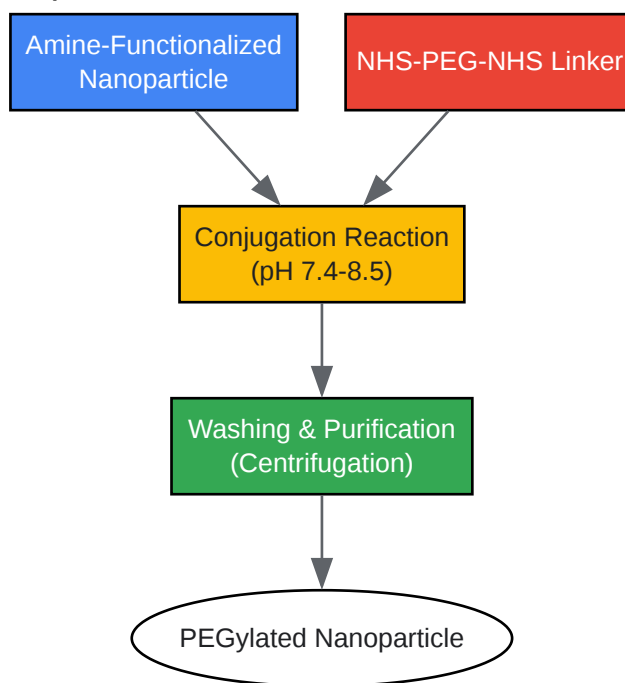 Amine-Functionalized
Nanoparticle
NHS-PEG-NHS Linker
Conjugation Reaction
(pH 7.4-8.5)
Washing & Purification
(Centrifugation)
PEGylated Nanoparticle